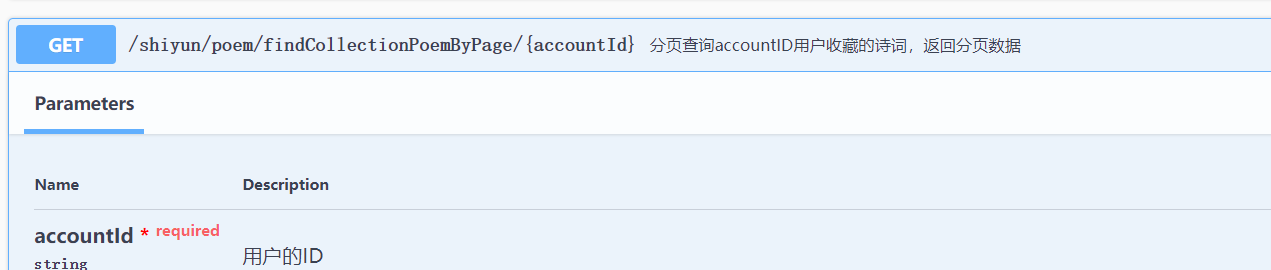 GET /shiyun/poem/findCollectionPoemByPage/{accountId} 分页查询accountID用户收藏的诗词，返回分页数据
Parameters
Name Description
accountId * required
用户的ID
string